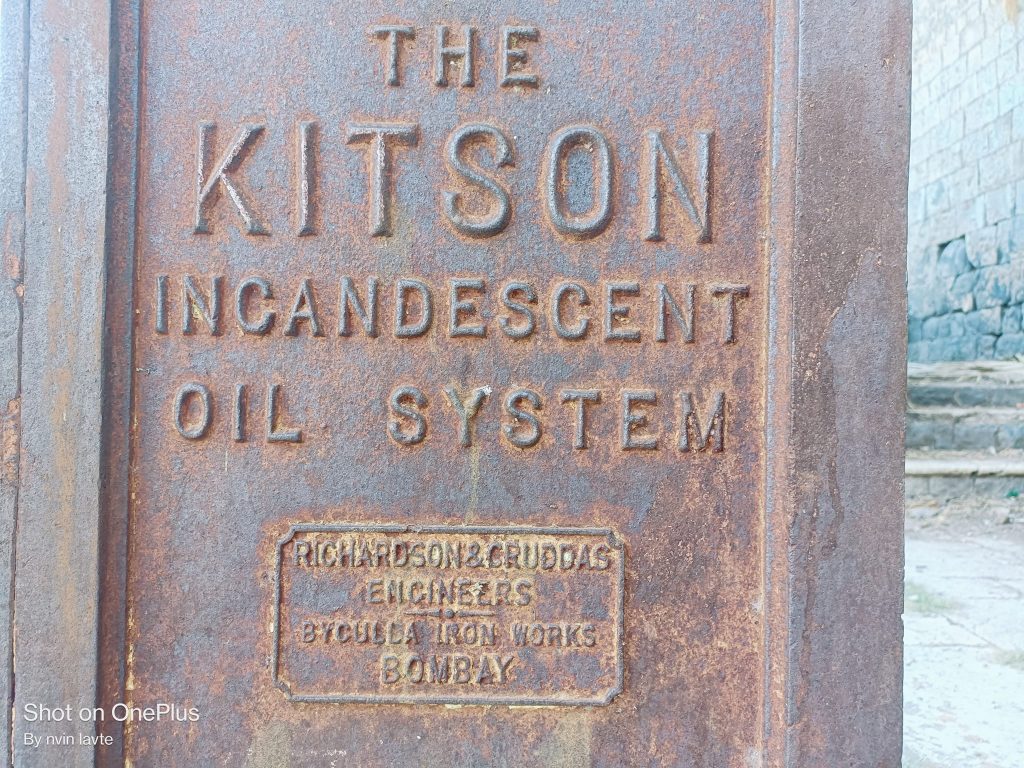 THE
KITSON
INCANDESCENT
OIL SYSTEM
RICHARDSON & CRUDDAS
ENGINEERS
BYCULLA IRON WORKS
BOMBAY
Shot on OnePlus
By nvin lavte